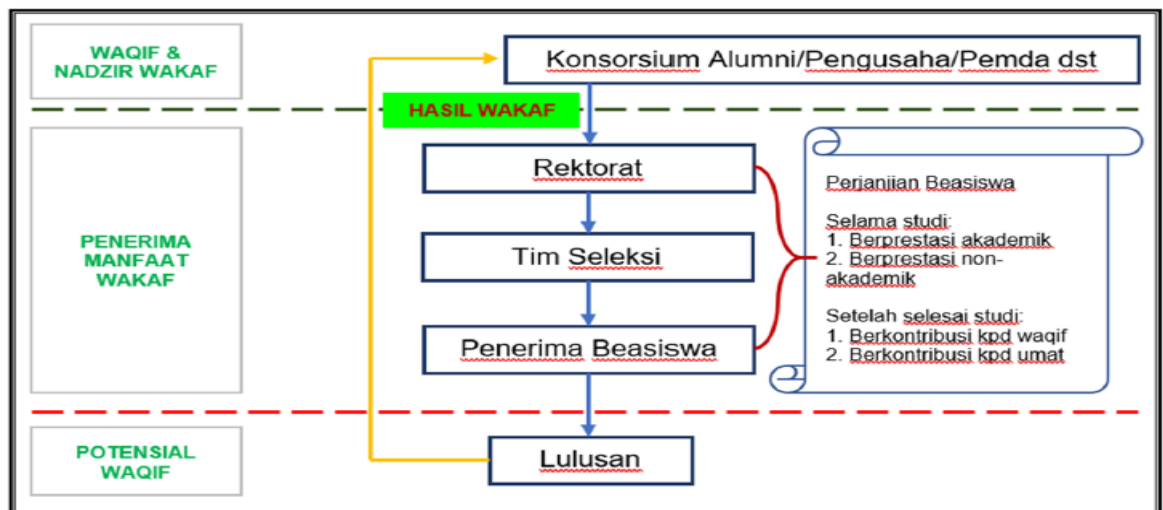 WAQIF &
NADZIR WAKAF
Konsorsium Alumni/Pengusaha/Pemda dst
HASIL WAKAF
PENERIMA
MANFAAT
WAKAF
Rektorat
Tim Seleksi
Penerima Beasiswa
Perjanjian Beasiswa
Selama studi:
1. Berprestasi akademik
2. Berprestasi non-
akademik
Setelah selesai studi:
1. Berkontribusi kpd waqif
2. Berkontribusi kpd umat
POTENSIAL
WAQIF
Lulusan